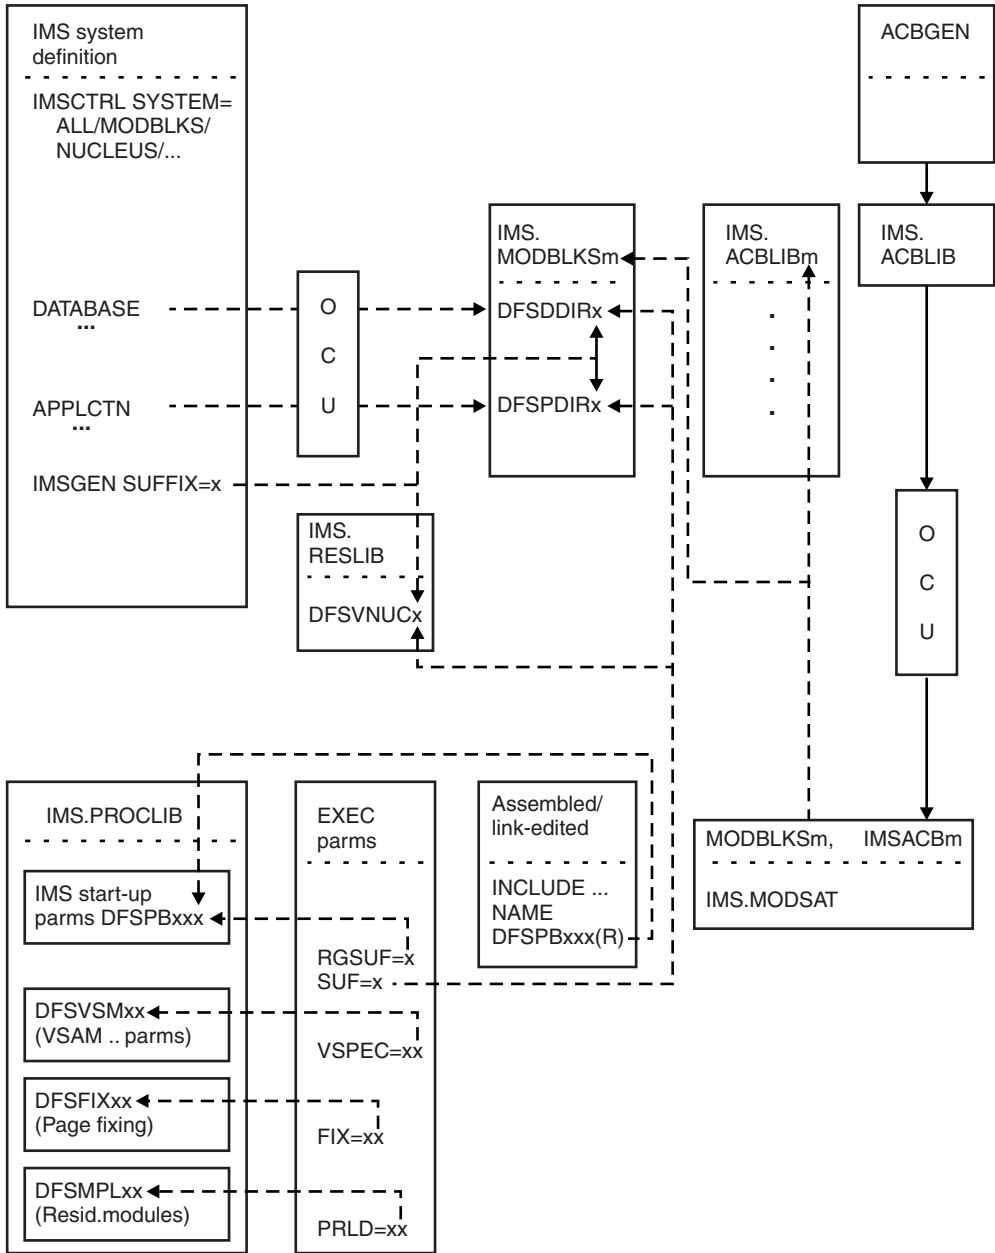 IMS system
definition
IMSCTRL SYSTEM=
ALL/MODBLKS/
NUCLEUS/...
DATABASE
...
APPLCTN
...
IMSGEN SUFFIX=x
O
C
U
IMS.
MODBLKSm
DFSDDIRx
DFSPDIRx
IMS.
ACBLIBm
ACBGEN
IMS.
ACBLIB
O
C
U
IMS.
RESLIB
DFSVNUCx
IMS.PROCLIB
IMS start-up
parms DFSPBxxx
DFSVSMxx
(VSAM .. parms)
DFSFIXxx
(Page fixing)
DFSMPLxx
(Resid.modules)
EXEC
parms
RGSUF=x
SUF=x
VSPEC=xx
FIX=xx
PRLD=xx
Assembled/
link-edited
INCLUDE ...
NAME
DFSPBxxx(R)
MODBLKSm, IMSACBm
IMS.MODSAT